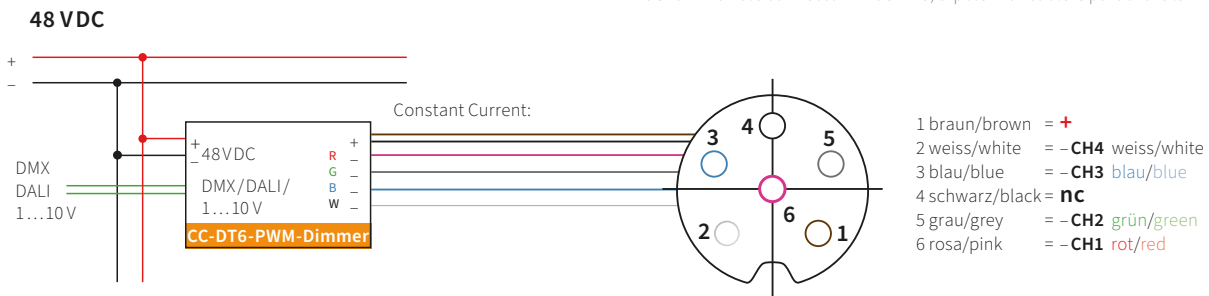 48 VDC
+
−
Constant Current:
+
− 48VDC
R
G
B
W
+
−
−
−
−
DMX
DALI
1…10 V
DMX/DALI/
1…10 V
CC-DT6-PWM-Dimmer
4
3
5
6
2
1
1 braun/brown = +
2 weiss/white = – CH4 weiss/white
3 blau/blue = – CH3 blau/blue
4 schwarz/black = nc
5 grau/grey = – CH2 grün/green
6 rosa/pink = – CH1 rot/red